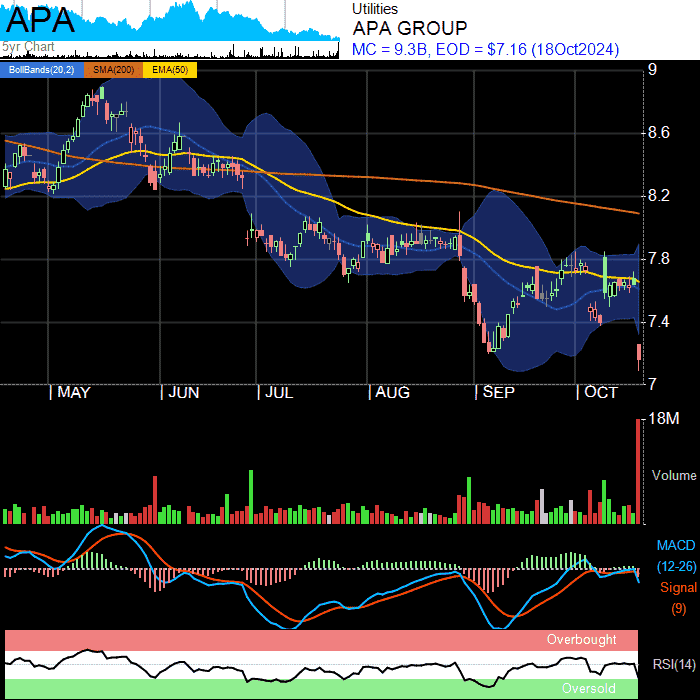 APA
5yr Chart
Utilities
APA GROUP
MC = 9.3B, EOD = $7.16 (18Oct2024)
BollBands(20,2) SMA(200) EMA(50)
9
8.6
8.2
7.8
7.4
7
MAY JUN JUL AUG SEP OCT
18M
Volume
MACD
(12-26)
Signal
(9)
Overbought
RSI(14)
Oversold